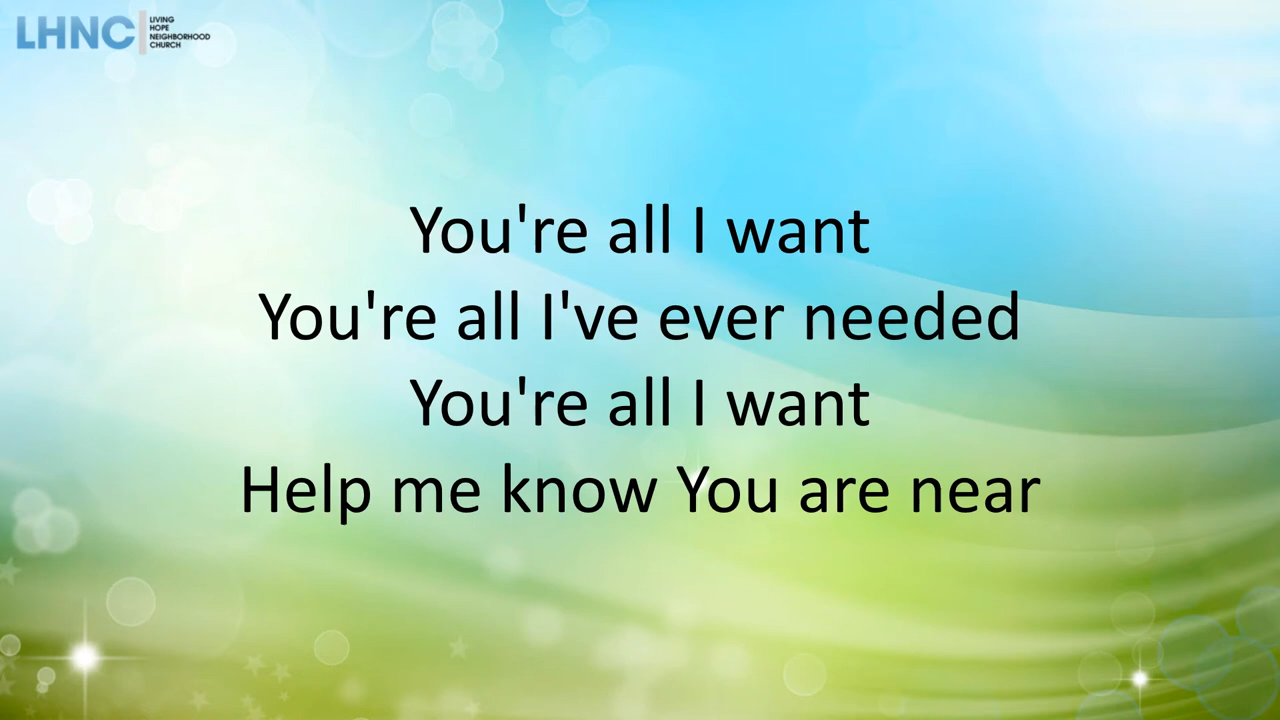 LHNC
LIVING
HOPE
NEIGHBORHOOD
CHURCH
You're all I want
You're all I've ever needed
You're all I want
Help me know You are near